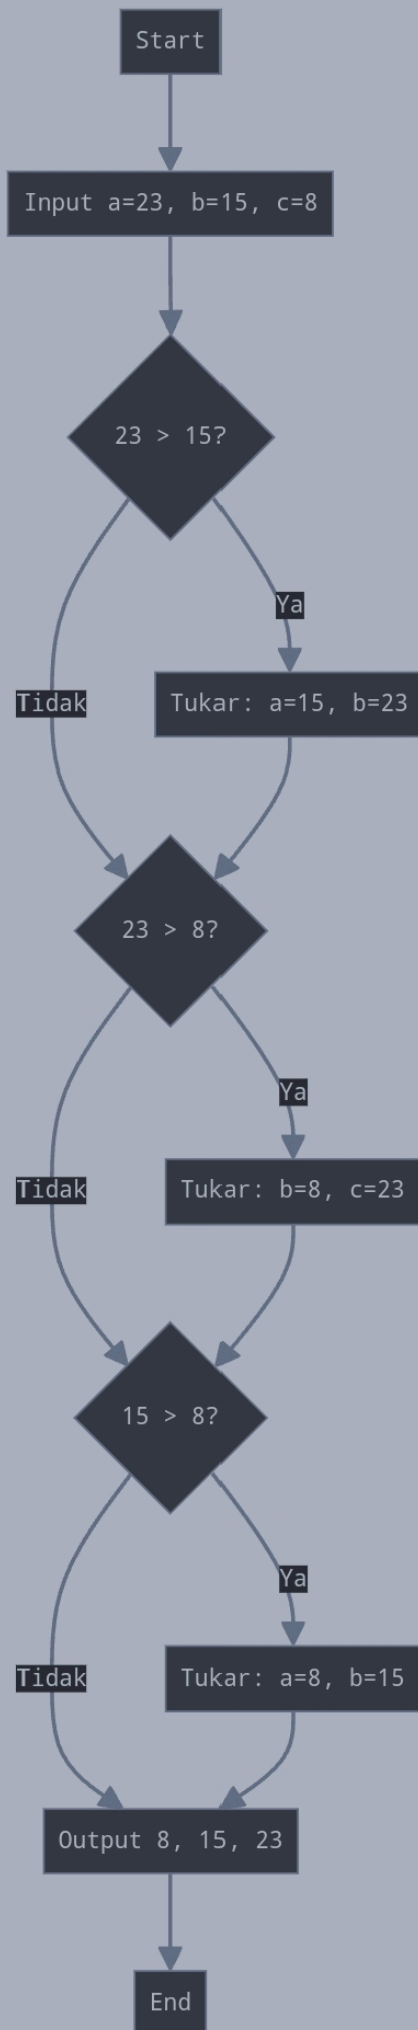 Start
Input a=23, b=15, c=8
23 > 15?
Ya
Tidak
Tukar: a=15, b=23
23 > 8?
Ya
Tidak
Tukar: b=8, c=23
15 > 8?
Ya
Tidak
Tukar: a=8, b=15
Output 8, 15, 23
End